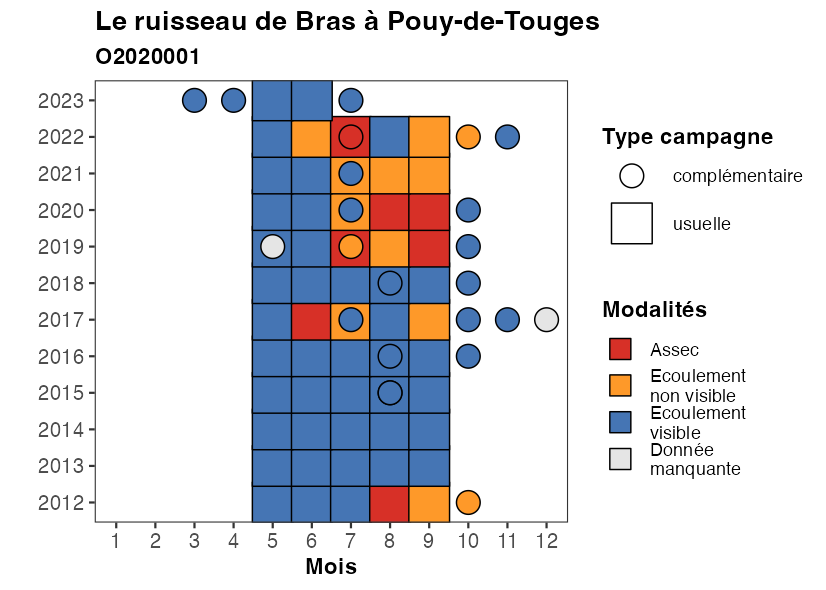 Le ruisseau de Bras à Pouy-de-Touges
O2020001
2023
2022
2021
2020
2019
2018
2017
2016
2015
2014
2013
2012
1 2 3 4 5 6 7 8 9 10 11 12
Mois
Type campagne
complémentaire
usuelle
Modalités
Assec
Ecoulement
non visible
Ecoulement
visible
Donnée
manquante